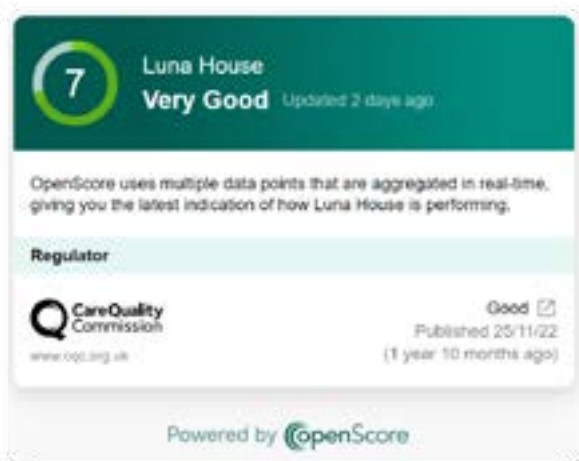 7
Luna House
Very Good Updated 2 days ago
OpenScore uses multiple data points that are aggregated in real-time,
giving you the latest indication of how Luna House is performing.
Regulator
CareQuality
Commission
www.cqc.org.uk
Good
Published 25/11/22
(1 year 10 months ago)
Powered by openScore